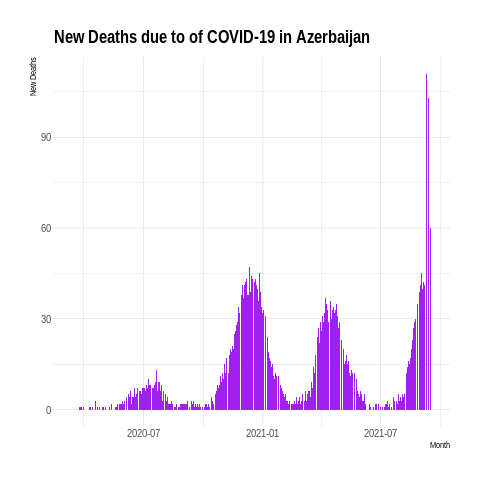 New Deaths due to of COVID-19 in Azerbaijan
New Deaths
90
60
30
0
2020-07 2021-01 2021-07
Month